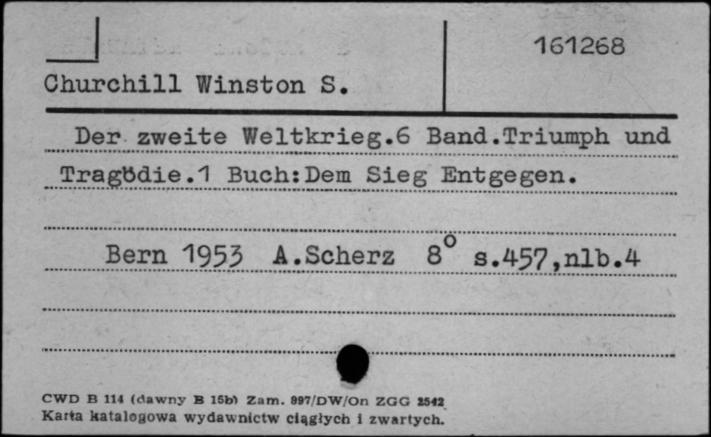 161268
Churchill Winston S.
Der zweite Weltkrieg.6 Band.Triumph und
Tragödie.1 Buch:Dem Sieg Entgegen.
Bern 1953 A.Scherz 8° s.457,nlb.4
CWD B 114 (dawny B 15b) Zam. 997/DW/On ZGG 2542
Karta katalogowa wydawnictw ciągłych i zwartych.